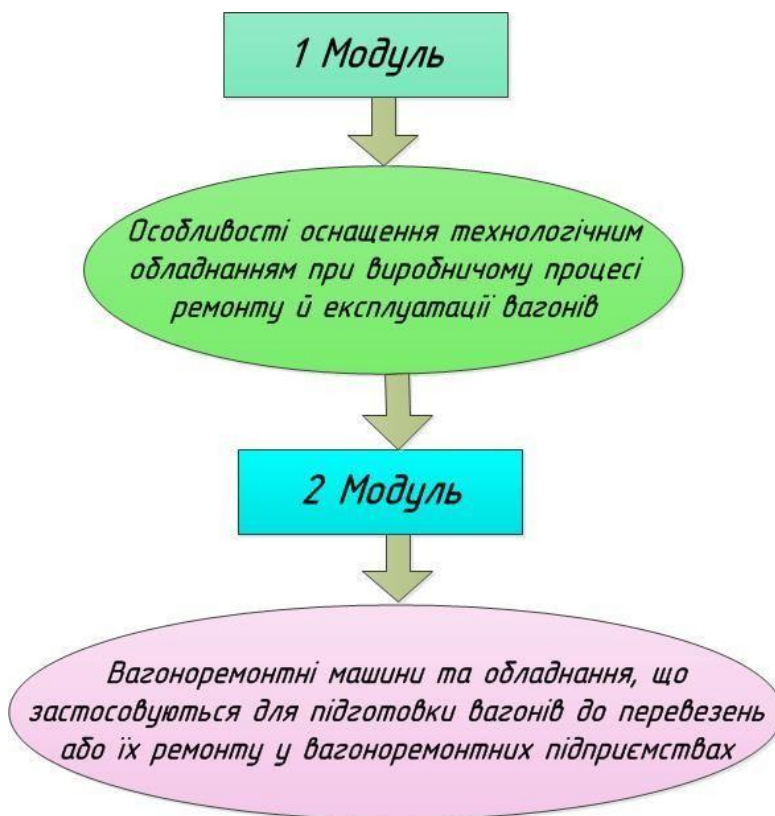 1 Модуль
Особливості оснащення технологічним
обладнанням при виробничому процесі
ремонту й експлуатації вагонів
2 Модуль
Вагоноремонтні машини та обладнання, що
застосовуються для підготовки вагонів до перевезень
або їх ремонту у вагоноремонтних підприємствах